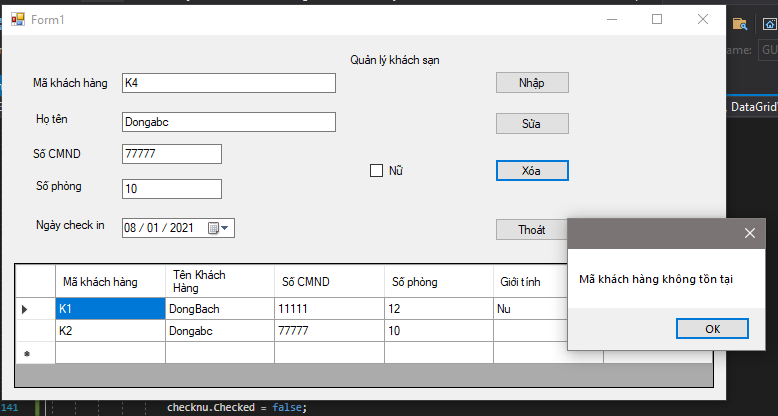 Form1
Quản lý khách sạn
Mã khách hàng K4 Nhập
Họ tên Dongabc Sửa
Số CMND 77777
Nữ Xóa
Số phòng 10
Ngày check in 08 / 01 / 2021 Thoát
ame: GU
DataGrid
Mã khách hàng không tồn tại
OK
Mã khách hàng Tên Khách Hàng Số CMND Số phòng Giới tính
K1 DongBach 11111 12 Nu
K2 Dongabc 77777 10
141 checknu.Checked = false;